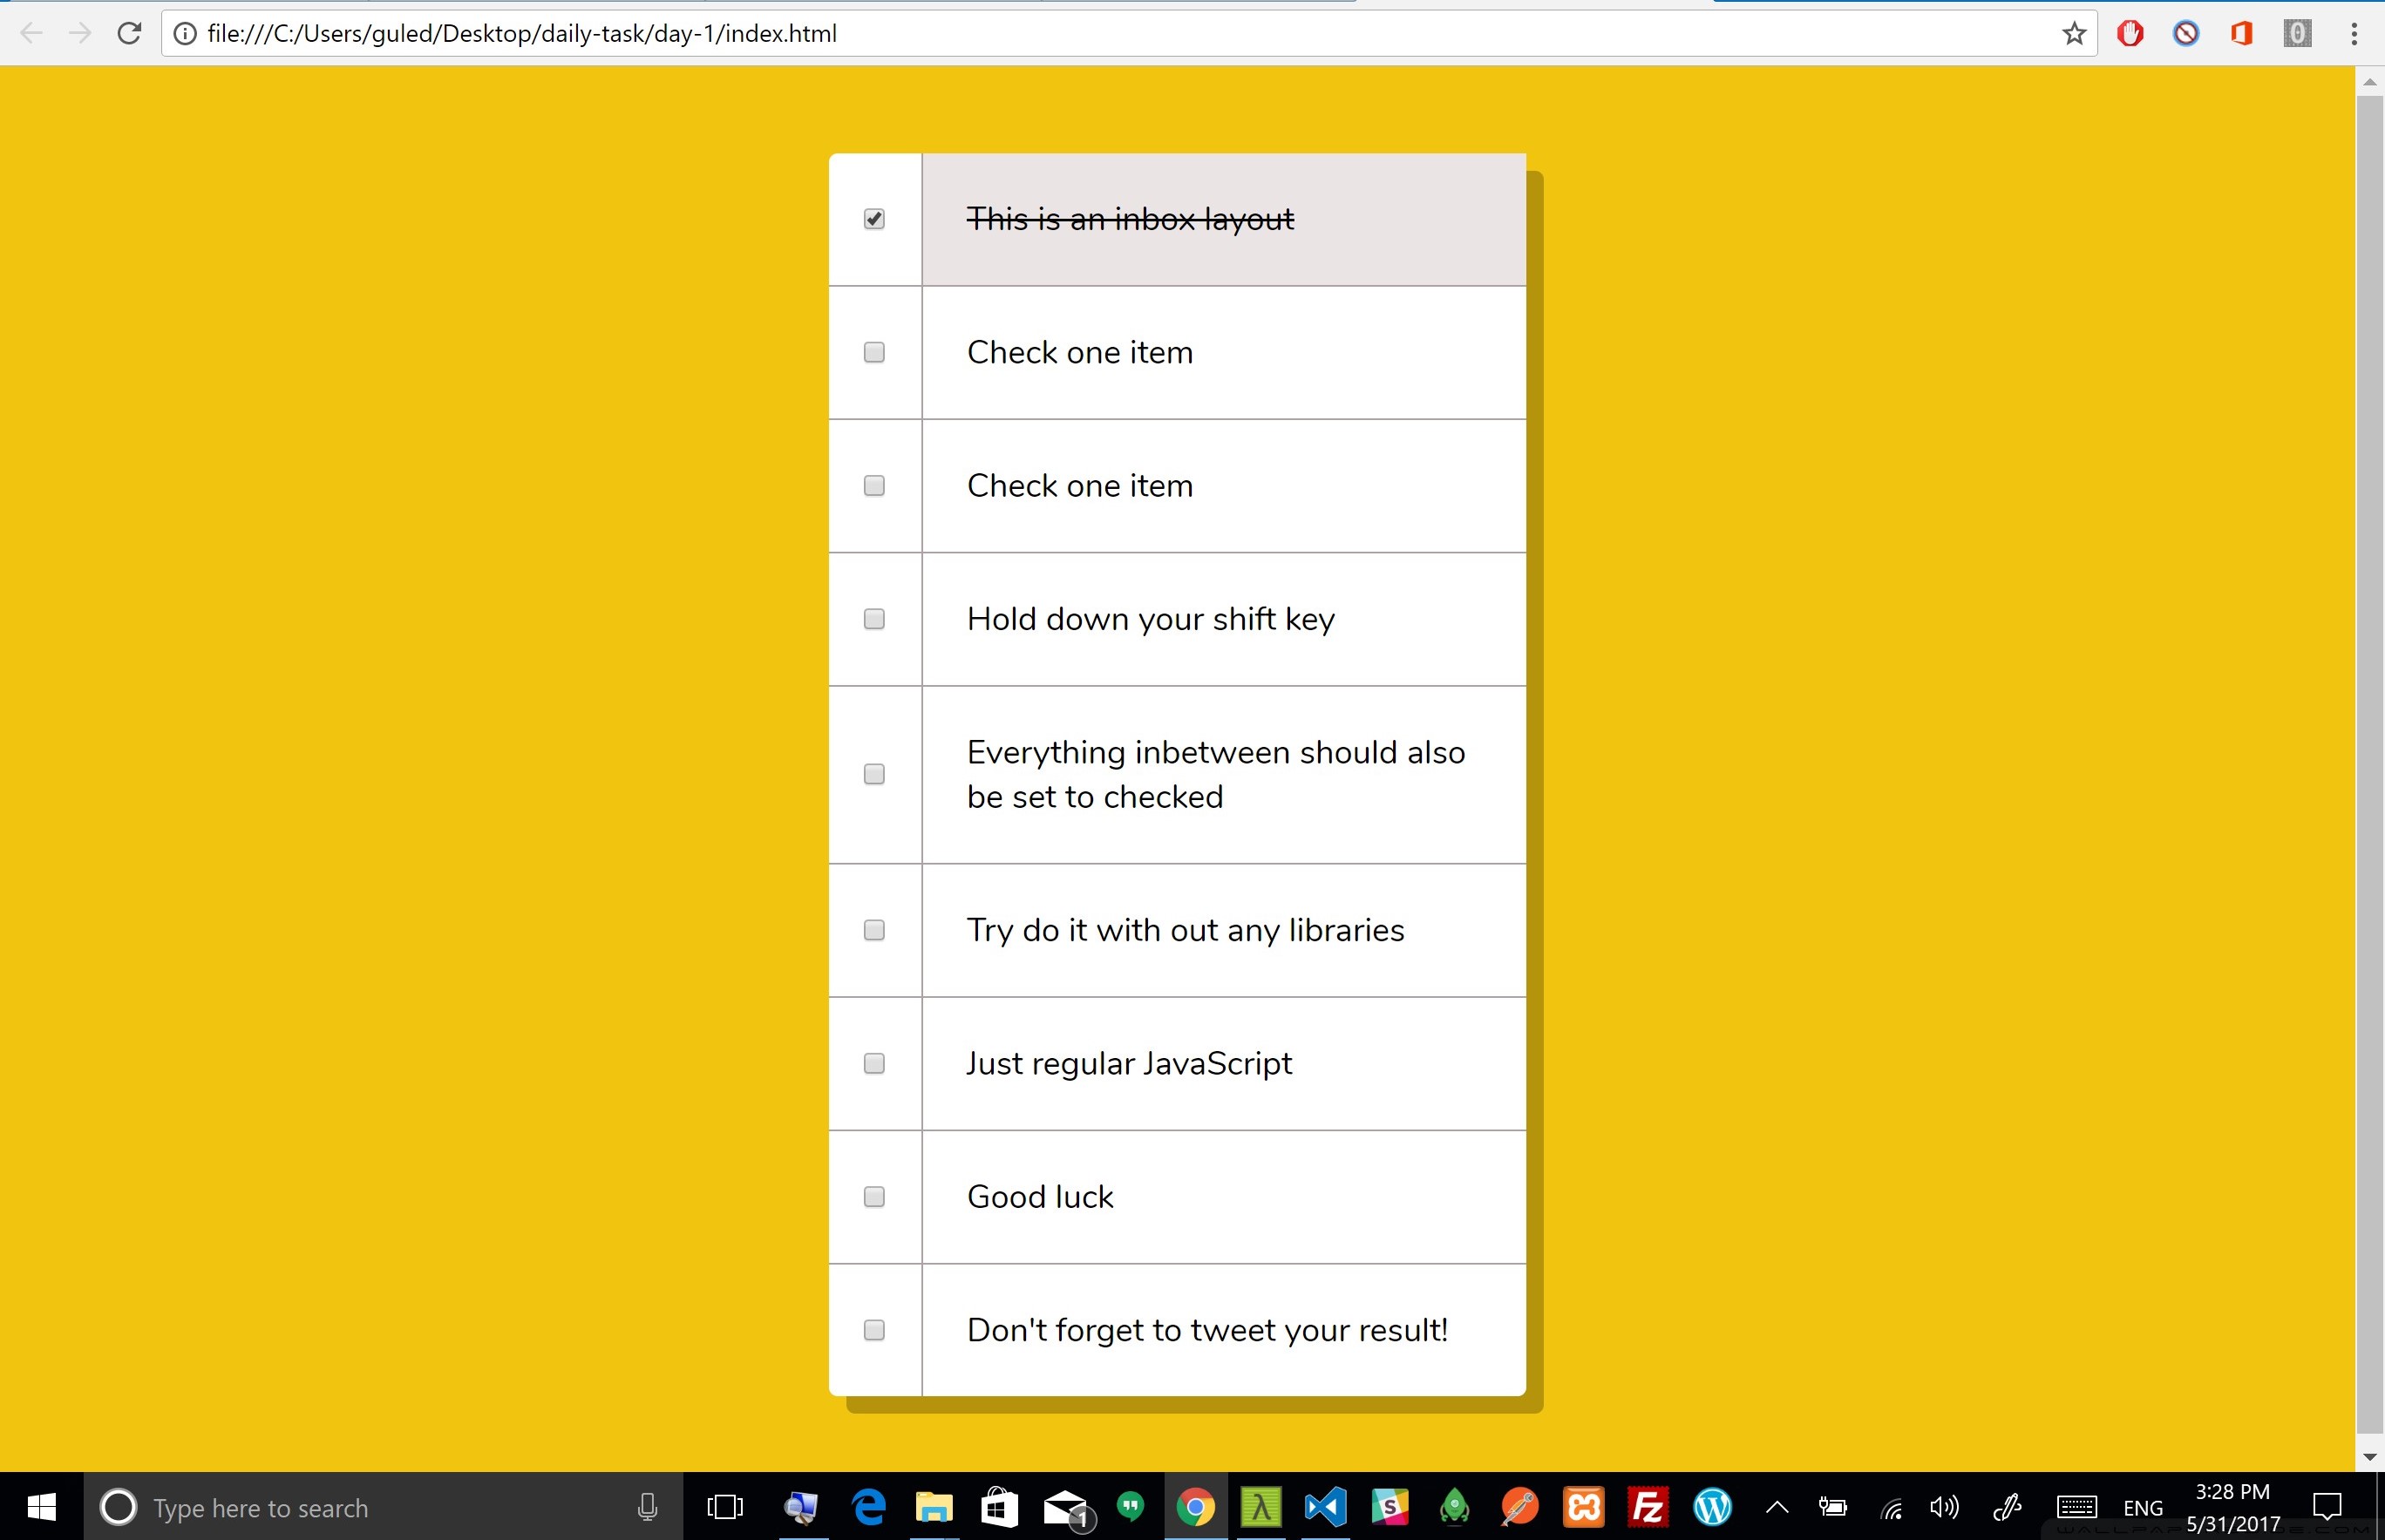 file:///C:/Users/guled/Desktop/daily-task/day-1/index.html
This is an inbox layout
Check one item
Check one item
Hold down your shift key
Everything inbetween should also
be set to checked
Try do it with out any libraries
Just regular JavaScript
Good luck
Don't forget to tweet your result!
Type here to search
1
ENG
3:28 PM
5/31/2017